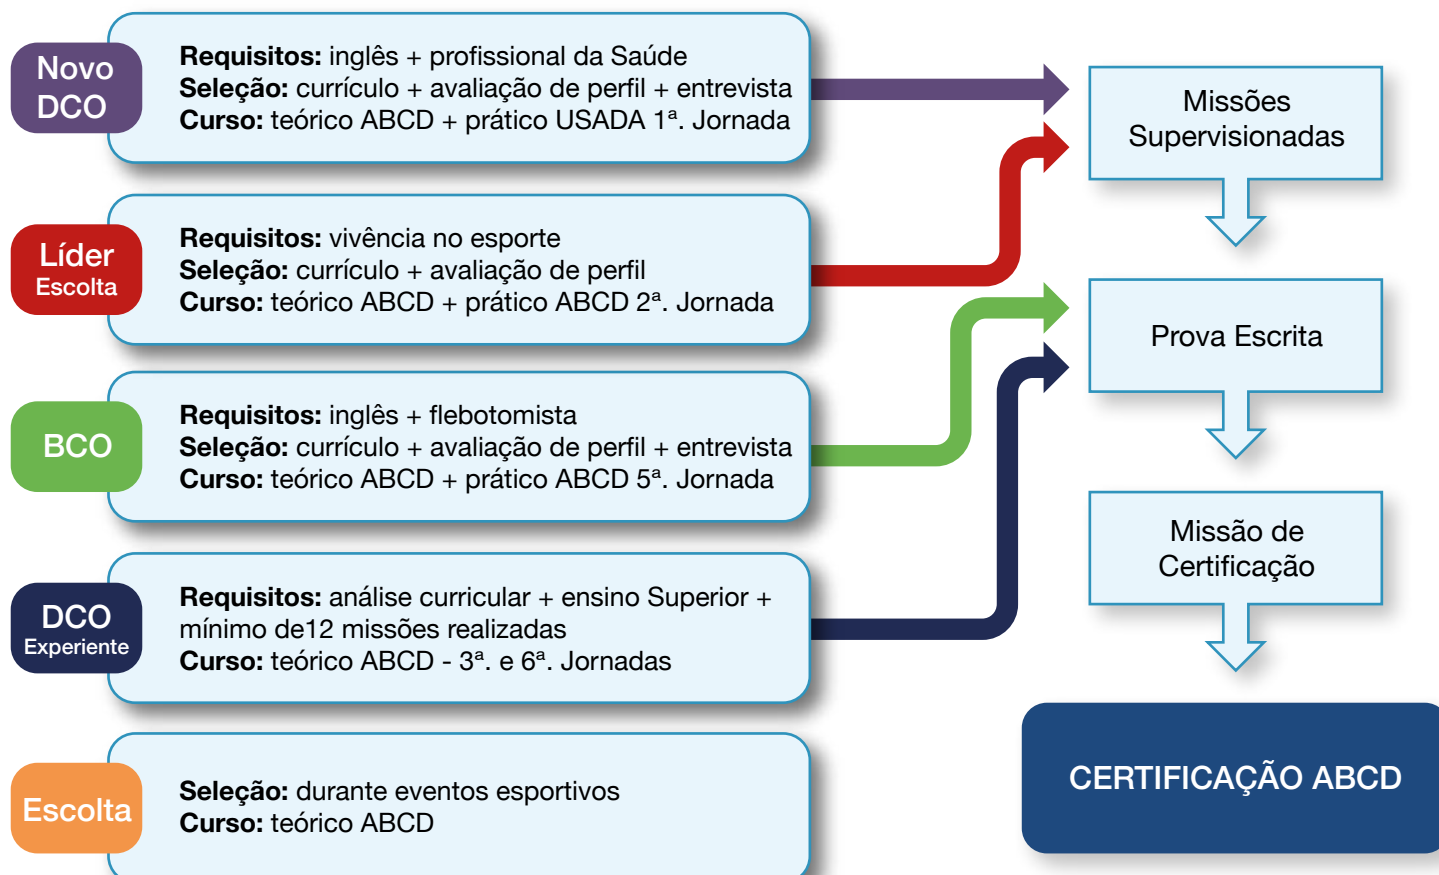 Novo
DCO
Requisitos: inglês + profissional da Saúde
Seleção: currículo + avaliação de perfil + entrevista
Curso: teórico ABCD + prático USADA 1ª. Jornada
Líder
Escolta
Requisitos: vivência no esporte
Seleção: currículo + avaliação de perfil
Curso: teórico ABCD + prático ABCD 2ª. Jornada
BCO
Requisitos: inglês + flebotomista
Seleção: currículo + avaliação de perfil + entrevista
Curso: teórico ABCD + prático ABCD 5ª. Jornada
DCO
Experiente
Requisitos: análise curricular + ensino Superior +
mínimo de12 missões realizadas
Curso: teórico ABCD - 3ª. e 6ª. Jornadas
Escolta
Seleção: durante eventos esportivos
Curso: teórico ABCD
Missões
Supervisionadas
Prova Escrita
Missão de
Certificação
CERTIFICAÇÃO ABCD